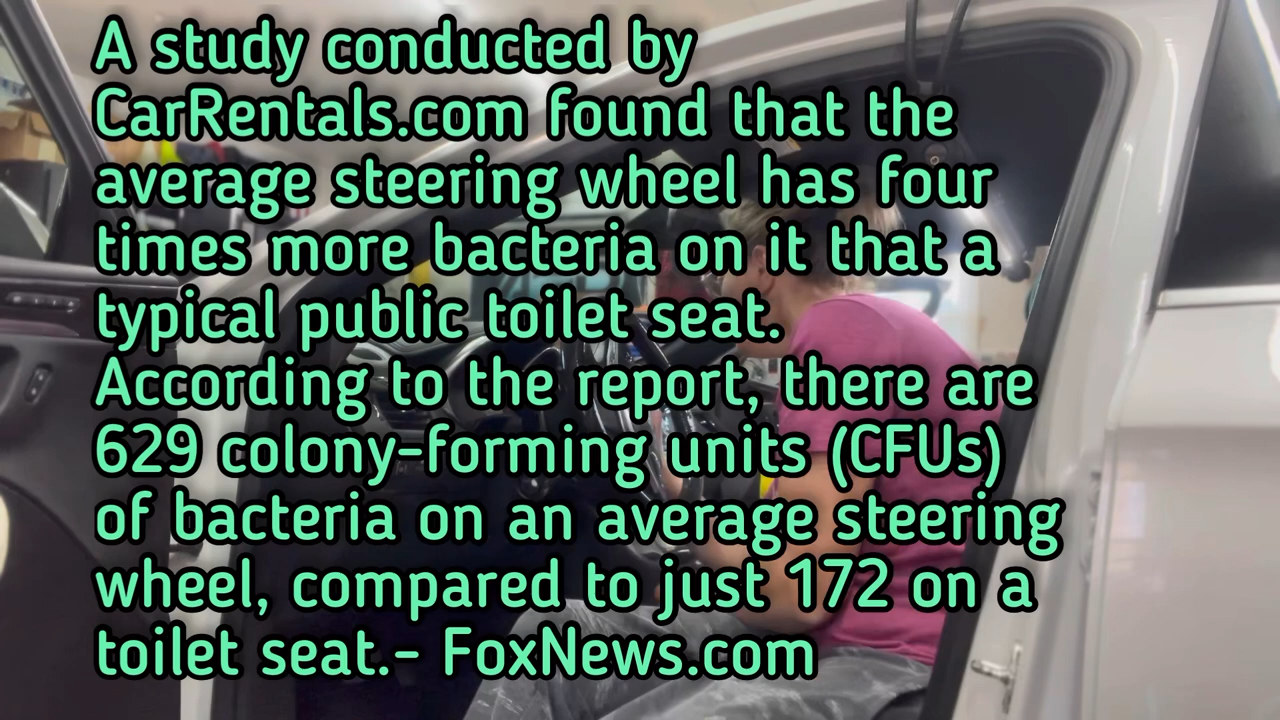 A study conducted by
CarRentals.com found that the
average steering wheel has four
times more bacteria on it that a
typical public toilet seat.
According to the report, there are
629 colony-forming units (CFUs)
of bacteria on an average steering
wheel, compared to just 172 on a
toilet seat.- FoxNews.com